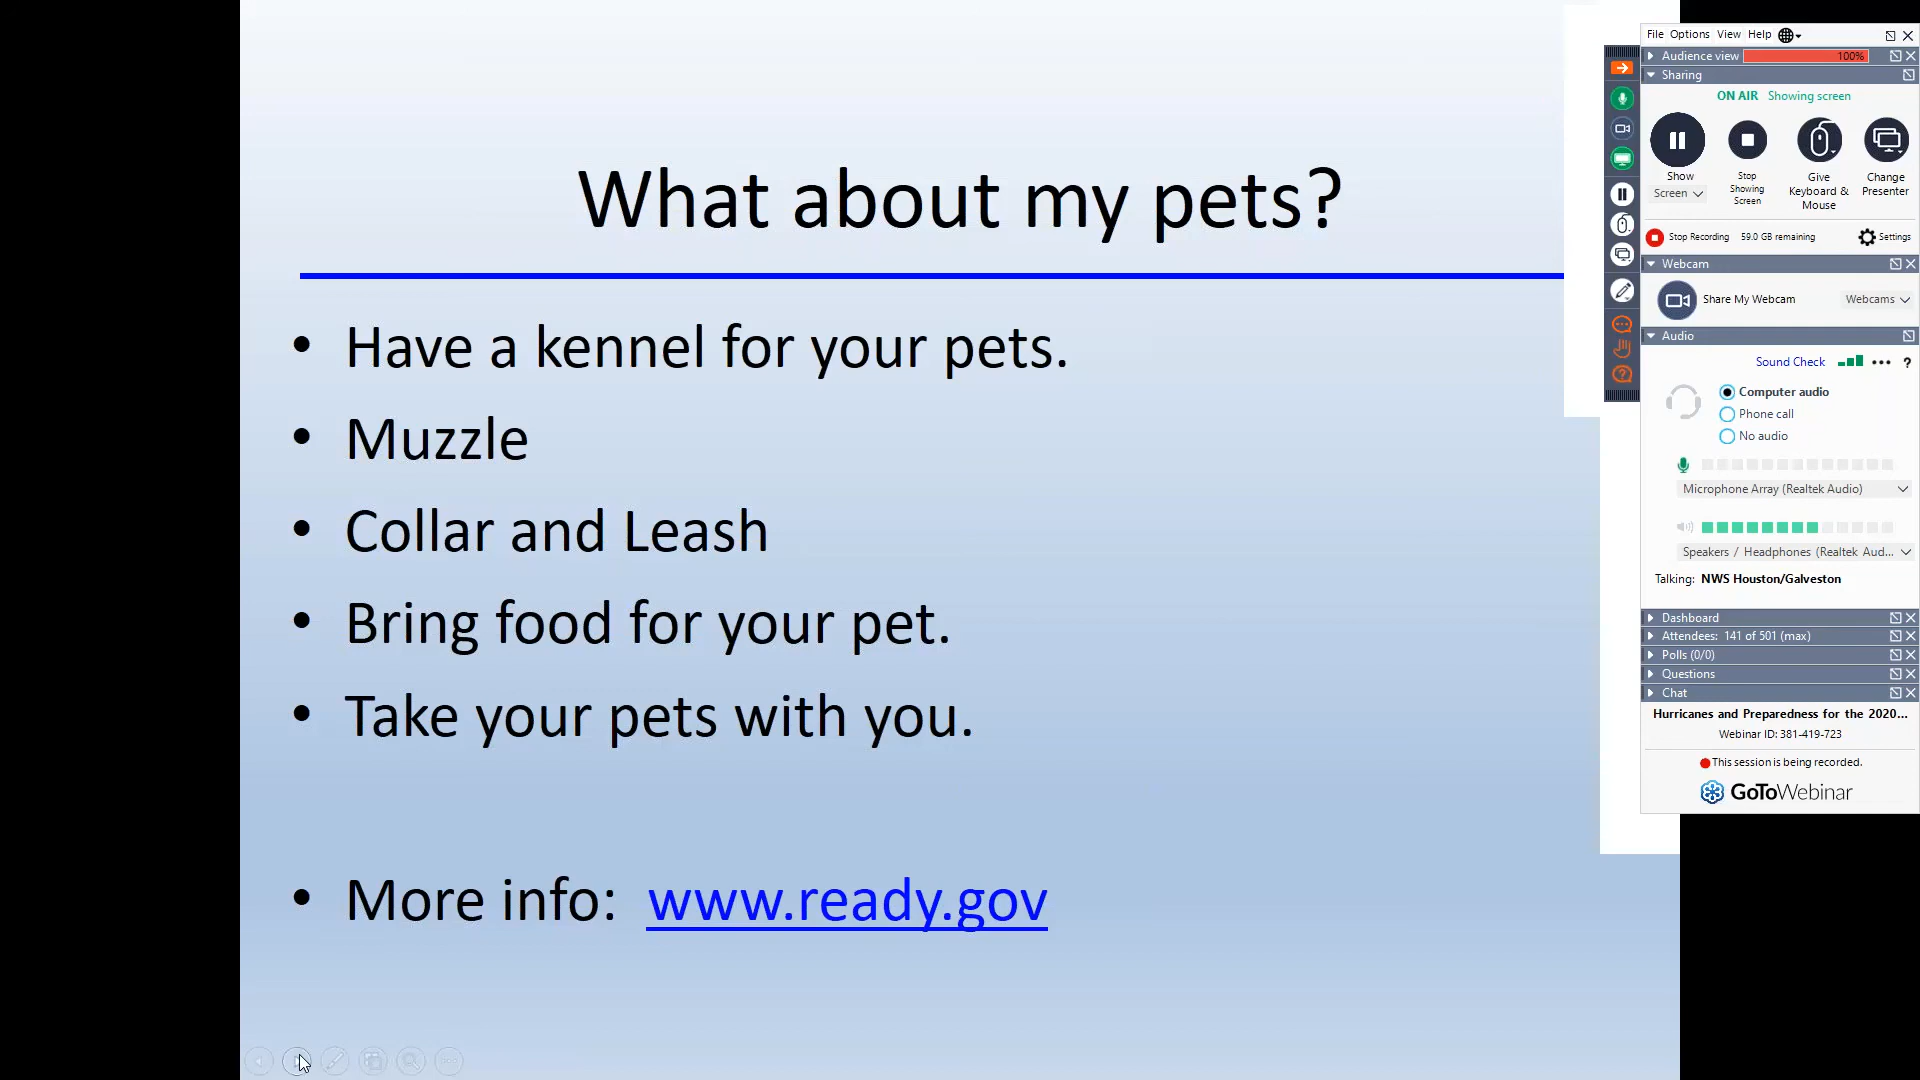 What about my pets?
• Have a kennel for your pets.
• Muzzle
• Collar and Leash
• Bring food for your pet.
• Take your pets with you.
• More info: www.ready.gov
File Options View Help
Audience view 100%
Sharing
ON AIR Showing screen
Show
Screen
Stop
Showing
Screen
Give
Keyboard &
Mouse
Change
Presenter
Stop Recording 59.0 GB remaining Settings
Webcam
Share My Webcam Webcams
Audio
Sound Check ?
Computer audio
Phone call
No audio
Microphone Array (Realtek Audio)
Speakers / Headphones (Realtek Aud...
Talking: NWS Houston/Galveston
Dashboard
Attendees: 141 of 501 (max)
Polls (0/0)
Questions
Chat
Hurricanes and Preparedness for the 2020...
Webinar ID: 381-419-723
This session is being recorded.
GoToWebinar